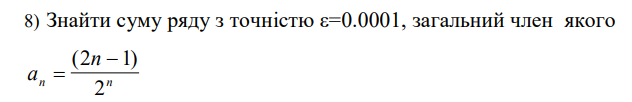 8) Знайти суму ряду з точністю ε=0.0001, загальний член якого
aₙ = (2n − 1) / 2ⁿ